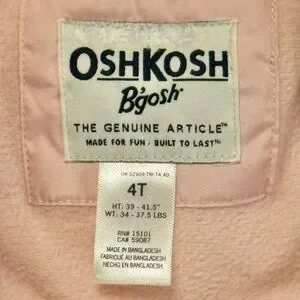 OSHKOSH
B'gosh
THE GENUINE ARTICLE™
MADE FOR FUN · BUILT TO LAST™
4T
HT: 39 - 41.5"
WT: 34 - 37.5 LBS
RN# 15101
CA# 59087
MADE IN BANGLADESH
FABRIQUÉ AU BANGLADESH
HECHO EN BANGLADESH